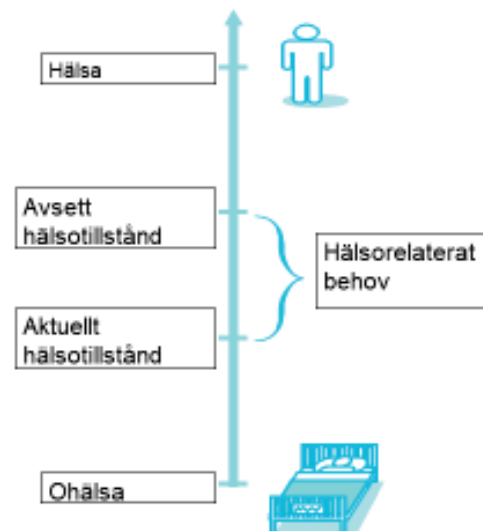 Hälsa
Avsett
hälsotillstånd
Hälsorelaterat
behov
Aktuellt
hälsotillstånd
Ohälsa